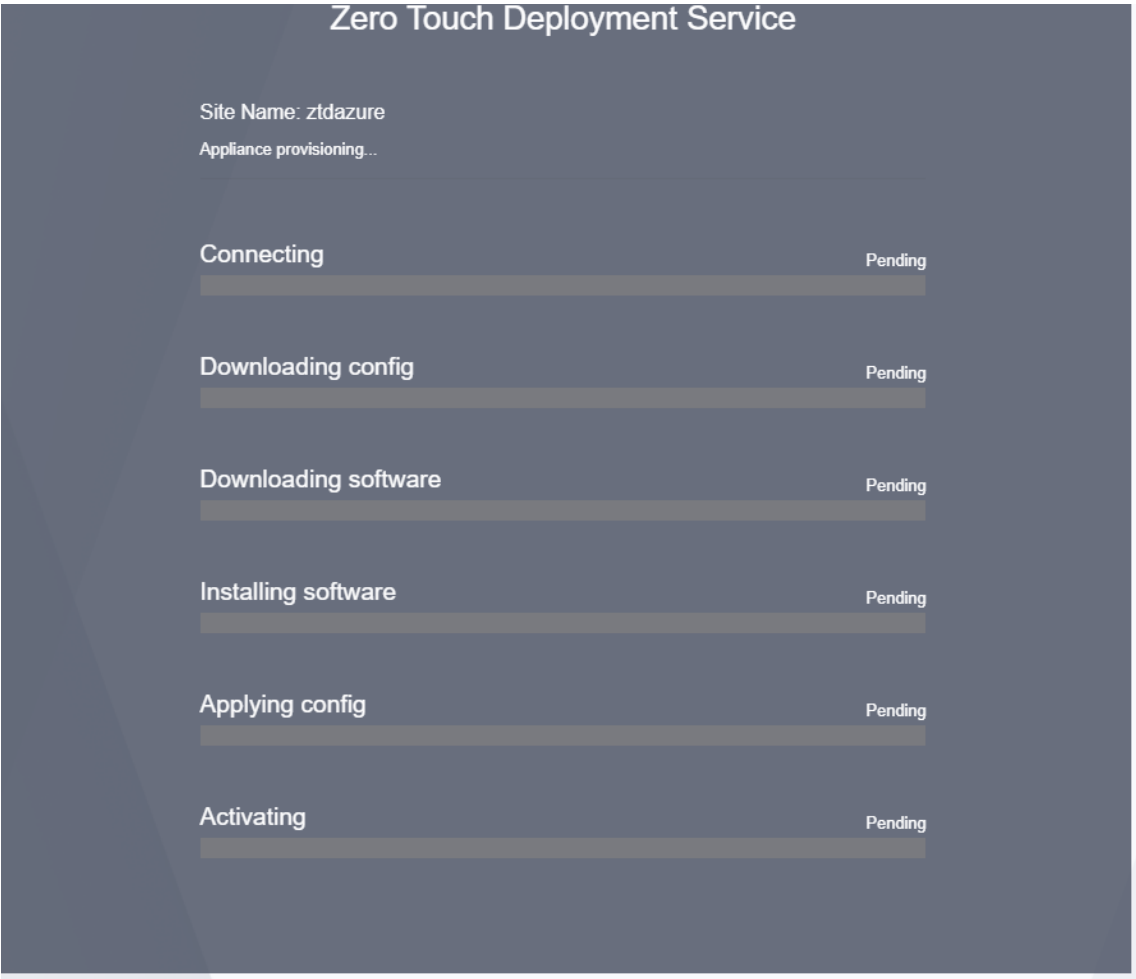 Zero Touch Deployment Service
Site Name: ztdazure
Appliance provisioning...
Connecting
Pending
Downloading config
Pending
Downloading software
Pending
Installing software
Pending
Applying config
Pending
Activating
Pending